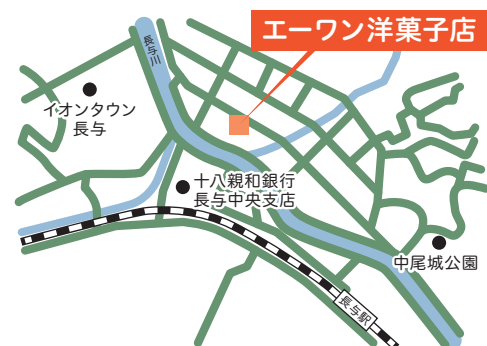 エーワン洋菓子店
長与川
イオンタウン
長与
十八親和銀行
長与中央支店
中尾城公園
長与駅